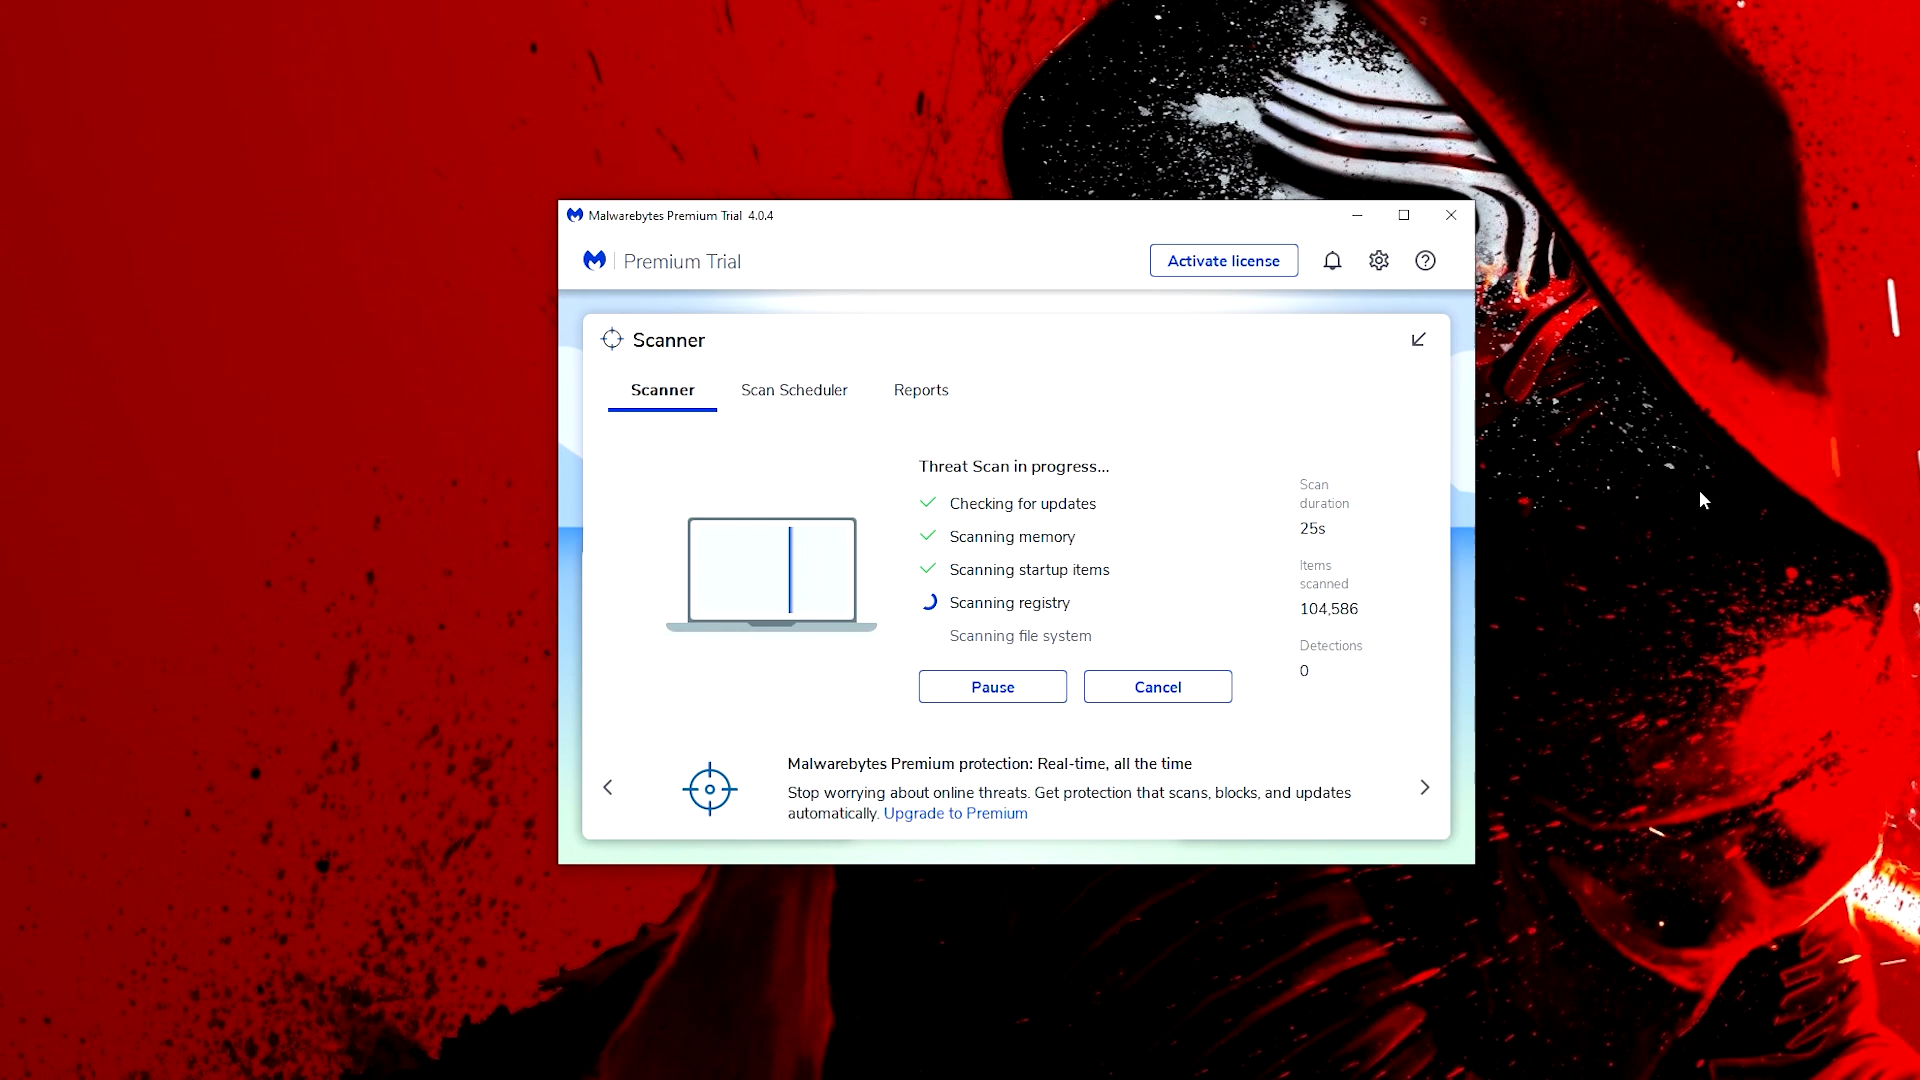 Malwarebytes Premium Trial 4.0.4
Premium Trial
Activate license
Scanner
Scanner
Scan Scheduler
Reports
Threat Scan in progress...
Checking for updates
Scanning memory
Scanning startup items
Scanning registry
Scanning file system
Pause
Cancel
Scan
duration
25s
Items
scanned
104,586
Detections
0
Malwarebytes Premium protection: Real-time, all the time
Stop worrying about online threats. Get protection that scans, blocks, and updates
automatically. Upgrade to Premium